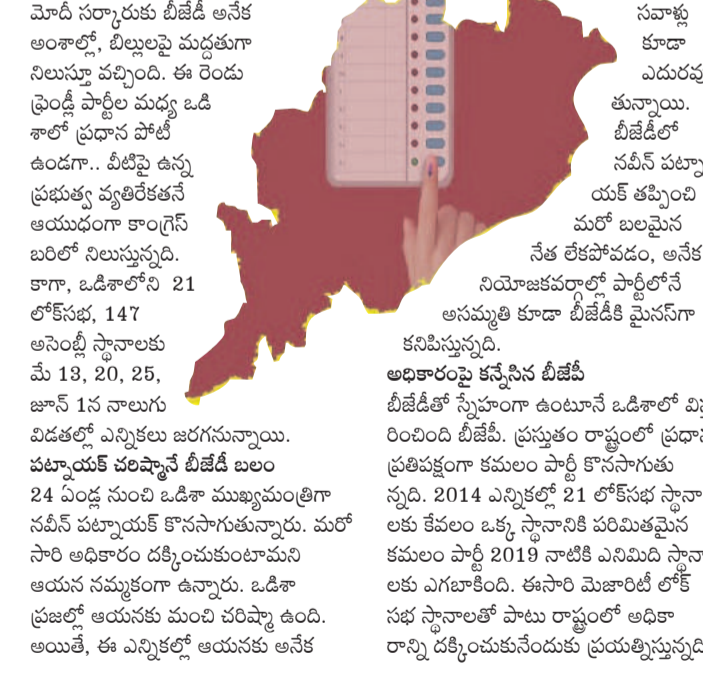 మోదీ సర్కారుకు బీజేడీ అనేక
అంశాల్లో, బిల్లులపై మద్దతుగా
నిలుస్తూ వచ్చింది. ఈ రెండు
ఫ్రెండ్లీ పార్టీల మధ్య ఒడి
శాలో ప్రధాన పోటీ
ఉండగా.. వీటిపై ఉన్న
ప్రభుత్వ వ్యతిరేకతనే
ఆయుధంగా కాంగ్రెస్
బరిలో నిలుస్తున్నది.
కాగా, ఒడిశాలోని 21
లోక్‌సభ, 147
అసెంబ్లీ స్థానాలకు
మే 13, 20, 25,
జూన్ 1న నాలుగు
విడతల్లో ఎన్నికలు జరగనున్నాయి.
పట్నాయక్ చరిష్మానే బీజేడీ బలం
24 ఏండ్ల నుంచి ఒడిశా ముఖ్యమంత్రిగా
నవీన్ పట్నాయక్ కొనసాగుతున్నారు. మరో
సారి అధికారం దక్కించుకుంటామని
ఆయన నమ్మకంగా ఉన్నారు. ఒడిశా
ప్రజల్లో ఆయనకు మంచి చరిష్మా ఉంది.
అయితే, ఈ ఎన్నికల్లో ఆయనకు అనేక
సవాళ్లు
కూడా
ఎదురవు
తున్నాయి.
బీజేడీలో
నవీన్ పట్నా
యక్ తప్పించి
మరో బలమైన
నేత లేకపోవడం, అనేక
నియోజకవర్గాల్లో పార్టీలోనే
అసమ్మతి కూడా బీజేడీకి మైనస్‌గా
కనిపిస్తున్నది.
అధికారంపై కన్నేసిన బీజేపీ
బీజేడీతో స్నేహంగా ఉంటూనే ఒడిశాలో
రించింది బీజేపీ. ప్రస్తుతం రాష్ట్రంలో ప్రధాన
ప్రతిపక్షంగా కమలం పార్టీ కొనసాగుతు
న్నది. 2014 ఎన్నికల్లో 21 లోక్‌సభ స్థానా
లకు కేవలం ఒక్క స్థానానికి పరిమితమైన
కమలం పార్టీ 2019 నాటికి ఎనిమిది స్థానా
లకు ఎగబాకింది. ఈసారి మెజారిటీ లోక్
సభ స్థానాలతో పాటు రాష్ట్రంలో అధికా
రాన్ని దక్కించుకునేందుకు ప్రయత్నిస్తున్నది